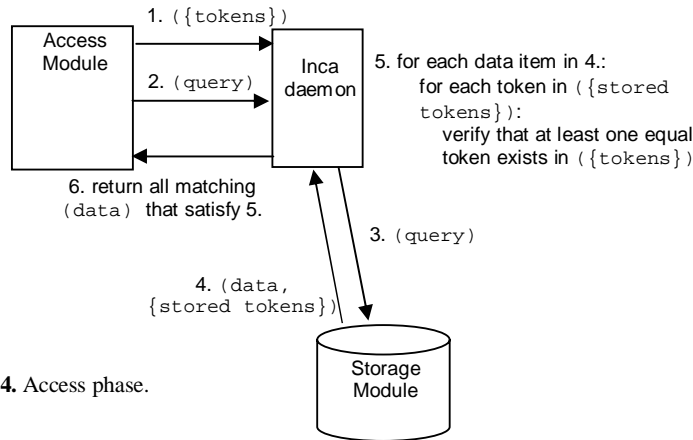 1. ({tokens})
Access
Module
Inca
daemon
2. (query)
5. for each data item in 4.:
for each token in ({stored
tokens}):
verify that at least one equal
token exists in ({tokens})
6. return all matching
(data) that satisfy 5.
3. (query)
4. (data,
{stored tokens})
Storage
Module
4. Access phase.